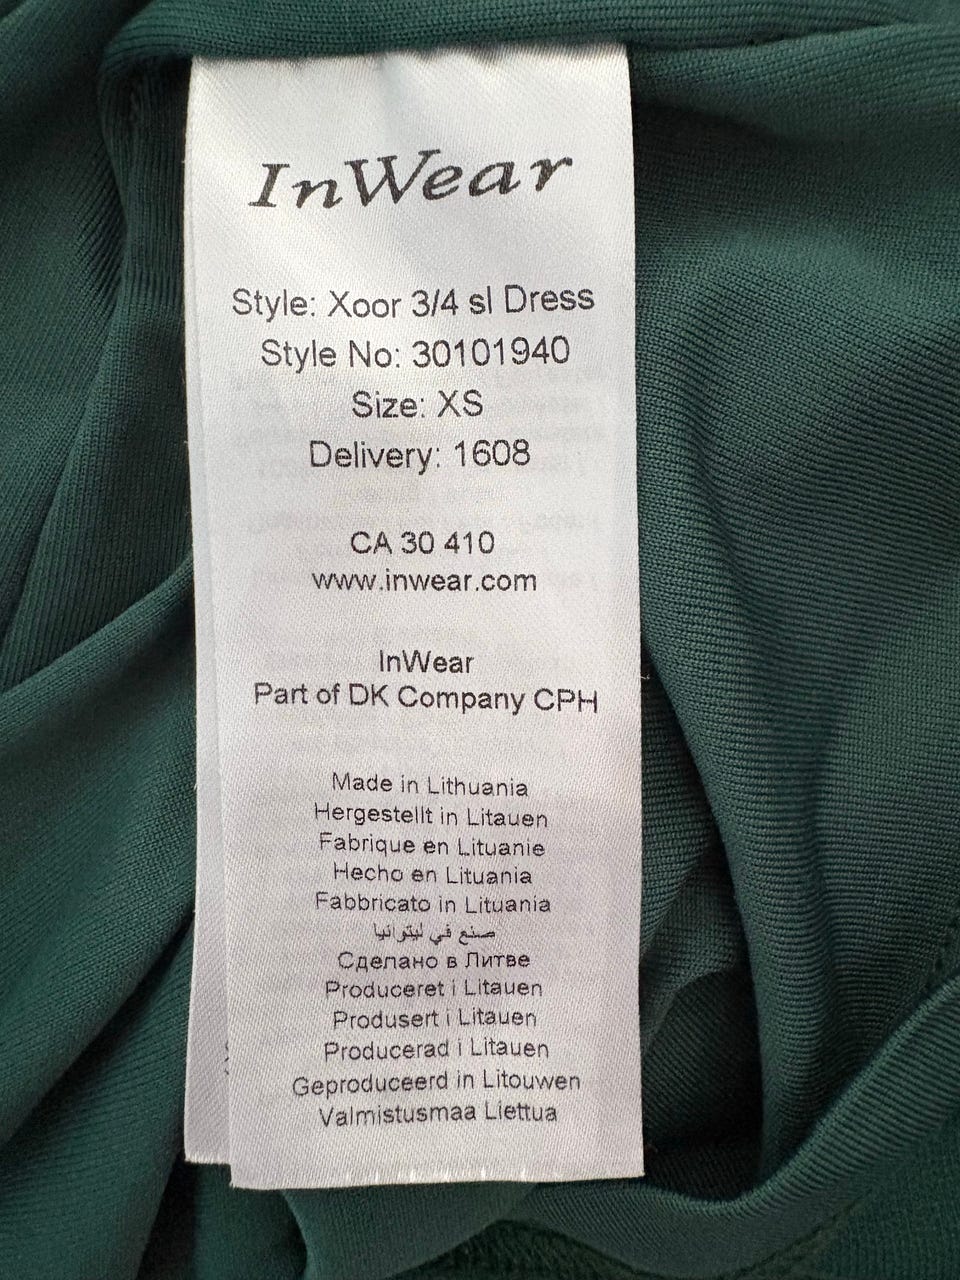 InWear
Style: Xoor 3/4 sl Dress
Style No: 30101940
Size: XS
Delivery: 1608
CA 30 410
www.inwear.com
InWear
Part of DK Company CPH
Made in Lithuania
Hergestellt in Litauen
Fabrique en Lituanie
Hecho en Lituania
Fabbricato in Lituania
صنع في ليتوانيا
Сделано в Литве
Produceret i Litauen
Produsert i Litauen
Producerad i Litauen
Geproduceerd in Litouwen
Valmistusmaa Liettua